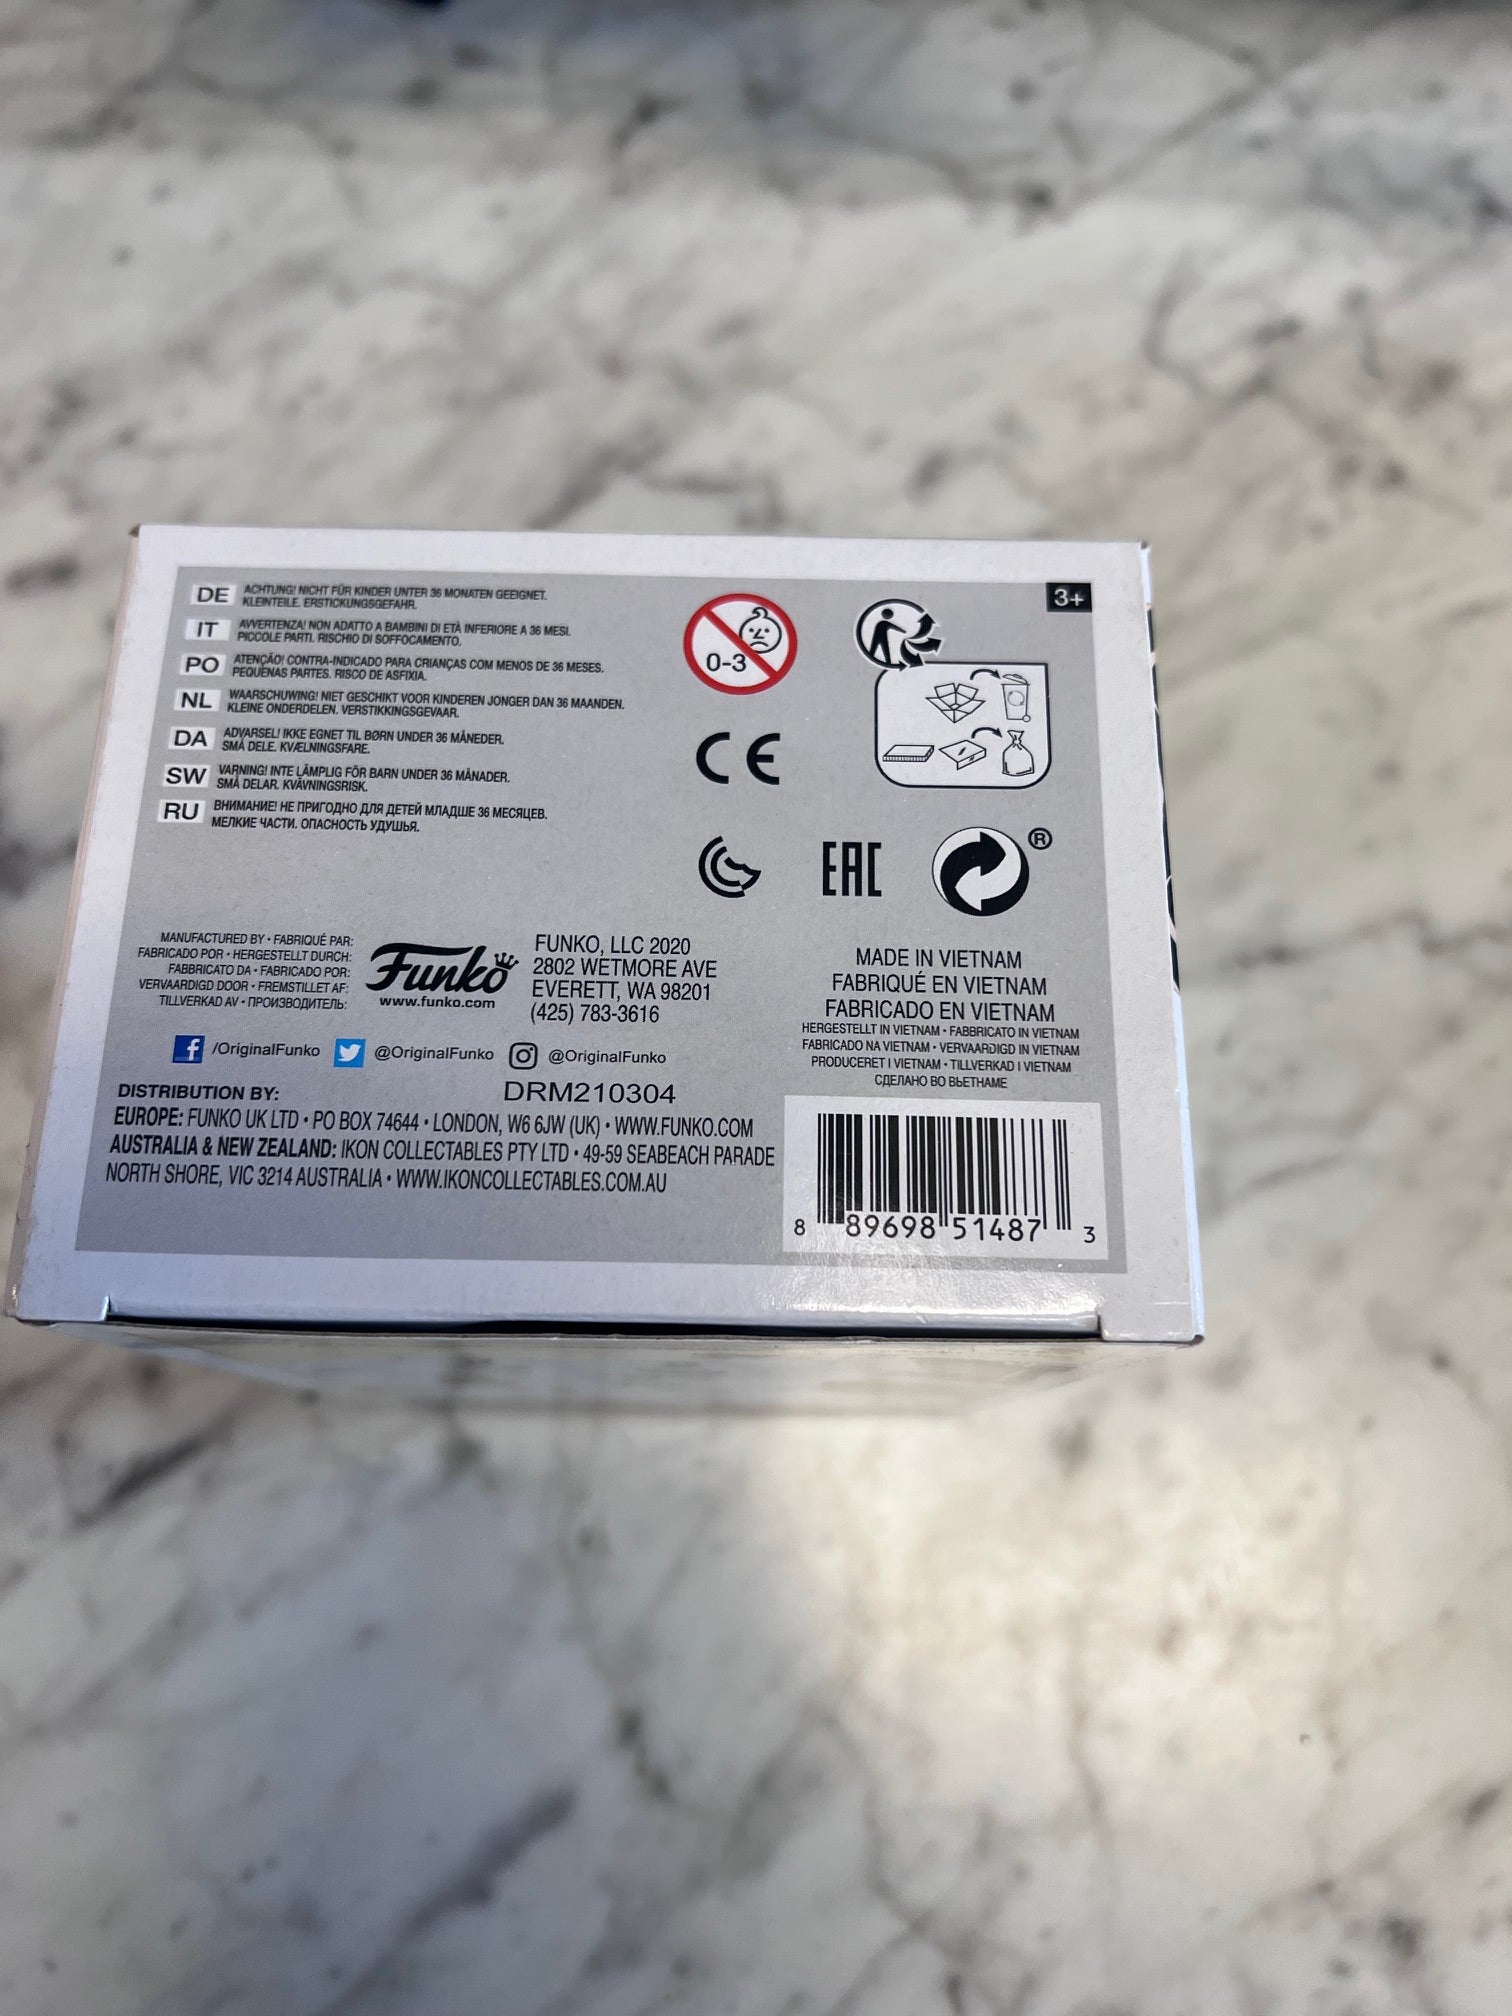 DE ACHTUNG! NICHT FÜR KINDER UNTER 36 MONATEN GEEIGNET.
KLEINTEILE. ERSTICKUNGSGEFAHR.
IT AVVERTENZA! NON ADATTO A BAMBINI DI ETÀ INFERIORE A 36 MESI.
PICCOLE PARTI. RISCHIO DI SOFFOCAMENTO.
PO ATENÇÃO! CONTRA-INDICADO PARA CRIANÇAS COM MENOS DE 36 MESES.
PEQUENAS PARTES. RISCO DE ASFIXIA.
NL WAARSCHUWING! NIET GESCHIKT VOOR KINDEREN JONGER DAN 36 MAANDEN.
KLEINE ONDERDELEN. VERSTIKKINGSGEVAAR.
DA ADVARSEL! IKKE EGNET TIL BØRN UNDER 36 MÅNEDER.
SMÅ DELE. KVÆLNINGSFARE.
SW VARNING! INTE LÄMPLIG FÖR BARN UNDER 36 MÅNADER.
SMÅ DELAR. KVÄVNINGSRISK.
RU ВНИМАНИЕ! НЕ ПРИГОДНО ДЛЯ ДЕТЕЙ МЛАДШЕ 36 МЕСЯЦЕВ.
МЕЛКИЕ ЧАСТИ. ОПАСНОСТЬ УДУШЬЯ.
0-3
3+
CE
EAC
®
MANUFACTURED BY • FABRIQUÉ PAR:
FABRICADO POR • HERGESTELLT DURCH:
FABBRICATO DA • FABRICADO POR:
VERVAARDIGD DOOR • FREMSTILLET AF:
TILLVERKAD AV • ПРОИЗВОДИТЕЛЬ:
Funko
www.funko.com
FUNKO, LLC 2020
2802 WETMORE AVE
EVERETT, WA 98201
(425) 783-3616
/OriginalFunko @OriginalFunko @OriginalFunko
MADE IN VIETNAM
FABRIQUÉ EN VIETNAM
FABRICADO EN VIETNAM
HERGESTELLT IN VIETNAM • FABBRICATO IN VIETNAM
FABRICADO NA VIETNAM • VERVAARDIGD IN VIETNAM
PRODUCERET I VIETNAM • TILLVERKAD I VIETNAM
СДЕЛАНО ВО ВЬЕТНАМЕ
DISTRIBUTION BY: DRM210304
EUROPE: FUNKO UK LTD • PO BOX 74644 • LONDON, W6 6JW (UK) • WWW.FUNKO.COM
AUSTRALIA & NEW ZEALAND: IKON COLLECTABLES PTY LTD • 49-59 SEABEACH PARADE
NORTH SHORE, VIC 3214 AUSTRALIA • WWW.IKONCOLLECTABLES.COM.AU
8 89698 51487 3